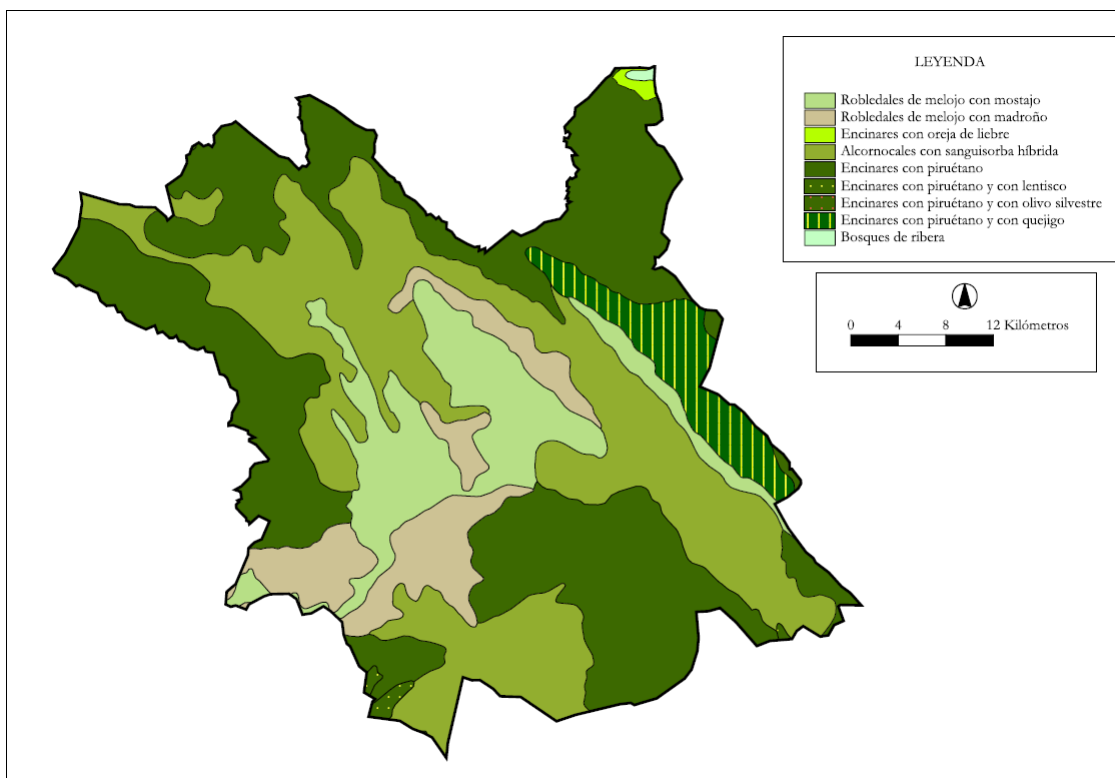 LEYENDA
Robledales de melojo con mostajo
Robledales de melojo con madroño
Encinares con oreja de liebre
Alcornocales con sanguisorba híbrida
Encinares con piruétano
Encinares con piruétano y con lentisco
Encinares con piruétano y con olivo silvestre
Encinares con piruétano y con quejigo
Bosques de ribera
0 4 8 12 Kilómetros